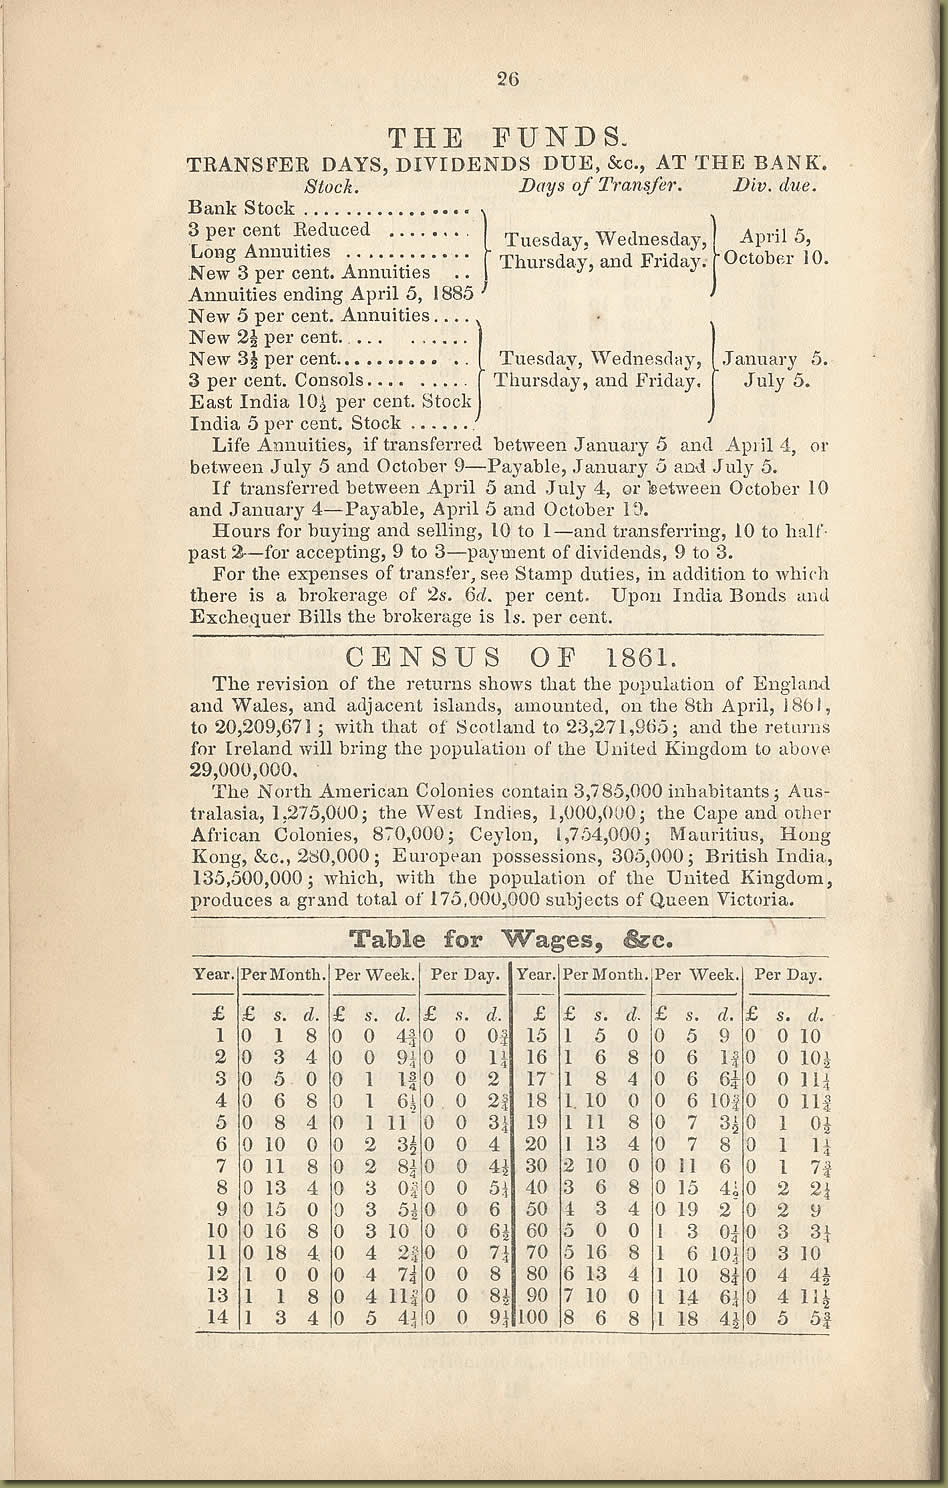 26
THE FUNDS.
TRANSFER DAYS, DIVIDENDS DUE, &c., AT THE BANK.
Stock. Days of Transfer. Div. due.
Bank Stock ................
3 per cent Reduced ........
Long Annuities ............
New 3 per cent. Annuities ..
Annuities ending April 5, 1885
Tuesday, Wednesday,
Thursday, and Friday.
April 5,
October 10.
New 5 per cent. Annuities....
New 2½ per cent. ... ......
New 3½ per cent.......... ..
3 per cent. Consols.... .....
East India 10½ per cent. Stock
India 5 per cent. Stock .......
Tuesday, Wednesday,
Thursday, and Friday.
January 5.
July 5.
Life Annuities, if transferred between January 5 and April 4, or
between July 5 and October 9—Payable, January 5 and July 5.
If transferred between April 5 and July 4, or between October 10
and January 4—Payable, April 5 and October 10.
Hours for buying and selling, 10 to 1—and transferring, 10 to half-
past 2—for accepting, 9 to 3—payment of dividends, 9 to 3.
For the expenses of transfer, see Stamp duties, in addition to which
there is a brokerage of 2s. 6d. per cent. Upon India Bonds and
Exchequer Bills the brokerage is 1s. per cent.
CENSUS OF 1861.
The revision of the returns shows that the population of England
and Wales, and adjacent islands, amounted, on the 8th April, 1861,
to 20,209,671; with that of Scotland to 23,271,965; and the returns
for Ireland will bring the population of the United Kingdom to above
29,000,000.
The North American Colonies contain 3,785,000 inhabitants; Aus-
tralasia, 1,275,000; the West Indies, 1,000,000; the Cape and other
African Colonies, 870,000; Ceylon, 1,754,000; Mauritius, Hong
Kong, &c., 280,000; European possessions, 305,000; British India,
135,500,000; which, with the population of the United Kingdom,
produces a grand total of 175,000,000 subjects of Queen Victoria.
Table for Wages, &c.
Year. Per Month. Per Week. Per Day. Year. Per Month. Per Week. Per Day.
£ £ s. d. £ s. d. £ s. d. £ £ s. d. £ s. d. £ s. d.
1 0 1 8 0 0 4¾ 0 0 0¾ 15 1 5 0 0 5 9 0 0 10
2 0 3 4 0 0 9¼ 0 0 1¼ 16 1 6 8 0 6 1¾ 0 0 10½
3 0 5 0 0 1 1¾ 0 0 2 17 1 8 4 0 6 6¼ 0 0 11¼
4 0 6 8 0 1 6½ 0 0 2¾ 18 1 10 0 0 6 10¾ 0 0 11¾
5 0 8 4 0 1 11 0 0 3¼ 19 1 11 8 0 7 3½ 0 1 0½
6 0 10 0 0 2 3½ 0 0 4 20 1 13 4 0 7 8 0 1 1¼
7 0 11 8 0 2 8¼ 0 0 4½ 30 2 10 0 0 11 6 0 1 7¾
8 0 13 4 0 3 0¾ 0 0 5¼ 40 3 6 8 0 15 4½ 0 2 2¼
9 0 15 0 0 3 5½ 0 0 6 50 4 3 4 0 19 2 0 2 9
10 0 16 8 0 3 10 0 0 6½ 60 5 0 0 1 3 0¼ 0 3 3¼
11 0 18 4 0 4 2¾ 0 0 7¼ 70 5 16 8 1 6 10¼ 0 3 10
12 1 0 0 0 4 7¼ 0 0 8 80 6 13 4 1 10 8¼ 0 4 4½
13 1 1 8 0 4 11¾ 0 0 8½ 90 7 10 0 1 14 6¼ 0 4 11½
14 1 3 4 0 5 4¼ 0 0 9¼ 100 8 6 8 1 18 4½ 0 5 5¾